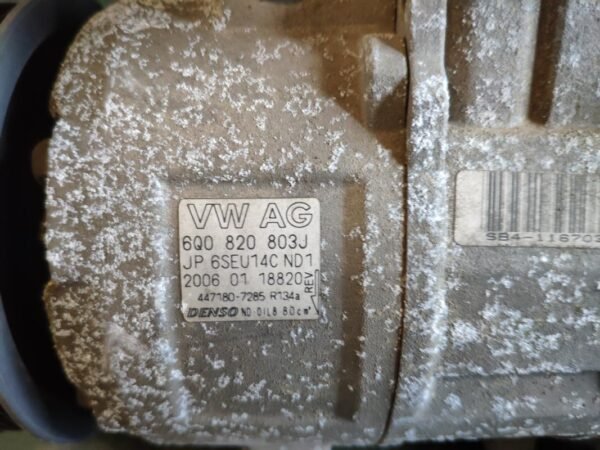 VW AG
6Q0 820 803J
JP 6SEU14C ND1
2006 01 18820
REV
447180-7285 R134a
DENSO ND OIL8 80cm³